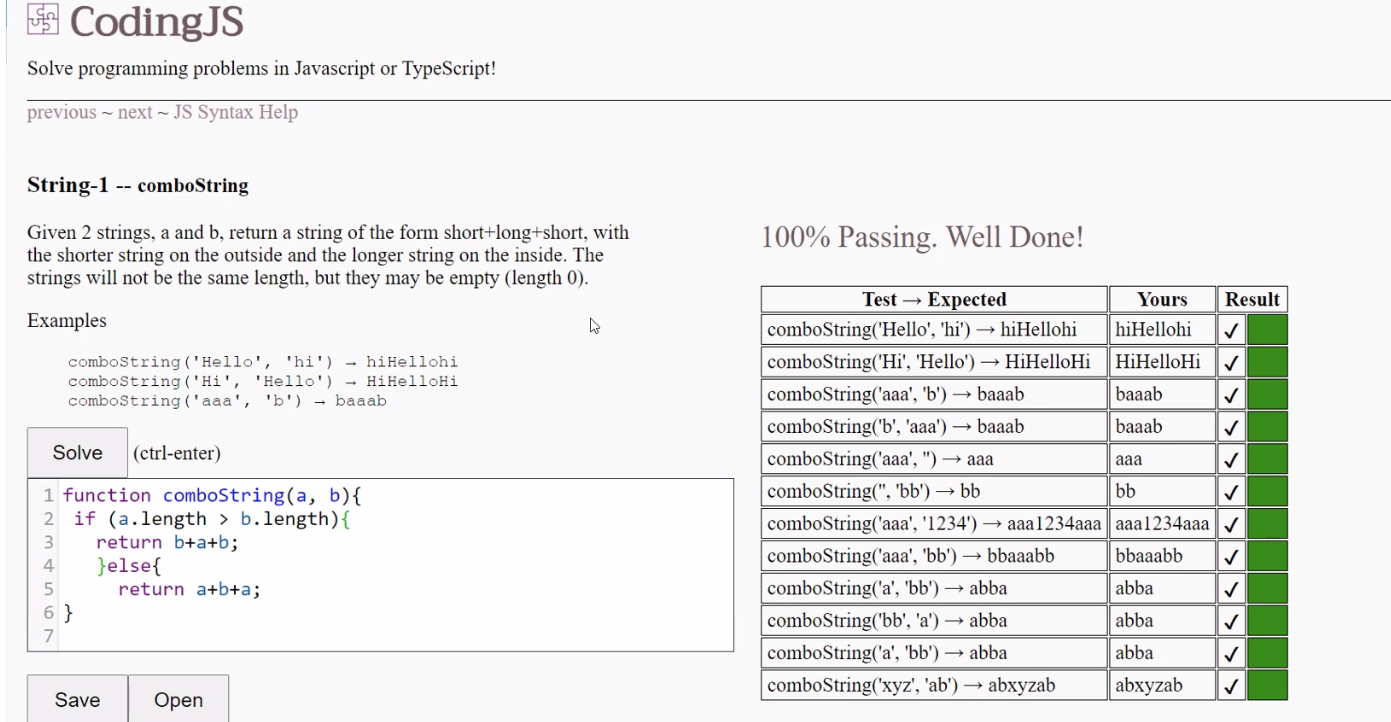 CodingJS
Solve programming problems in Javascript or TypeScript!
previous ~ next ~ JS Syntax Help
String-1 -- comboString
Given 2 strings, a and b, return a string of the form short+long+short, with
the shorter string on the outside and the longer string on the inside. The
strings will not be the same length, but they may be empty (length 0).
Examples
comboString('Hello', 'hi') → hiHellohi
comboString('Hi', 'Hello') → HiHelloHi
comboString('aaa', 'b') → baaab
Solve (ctrl-enter)
1 function comboString(a, b){
2 if (a.length > b.length){
3 return b+a+b;
4 }else{
5 return a+b+a;
6 }
7
Save Open
100% Passing. Well Done!
Test → Expected Yours Result
comboString('Hello', 'hi') → hiHellohi hiHellohi ✓
comboString('Hi', 'Hello') → HiHelloHi HiHelloHi ✓
comboString('aaa', 'b') → baaab baaab ✓
comboString('b', 'aaa') → baaab baaab ✓
comboString('aaa', '') → aaa aaa ✓
comboString('', 'bb') → bb bb ✓
comboString('aaa', '1234') → aaa1234aaa aaa1234aaa ✓
comboString('aaa', 'bb') → bbaaabb bbaaabb ✓
comboString('a', 'bb') → abba abba ✓
comboString('bb', 'a') → abba abba ✓
comboString('a', 'bb') → abba abba ✓
comboString('xyz', 'ab') → abxyzab abxyzab ✓